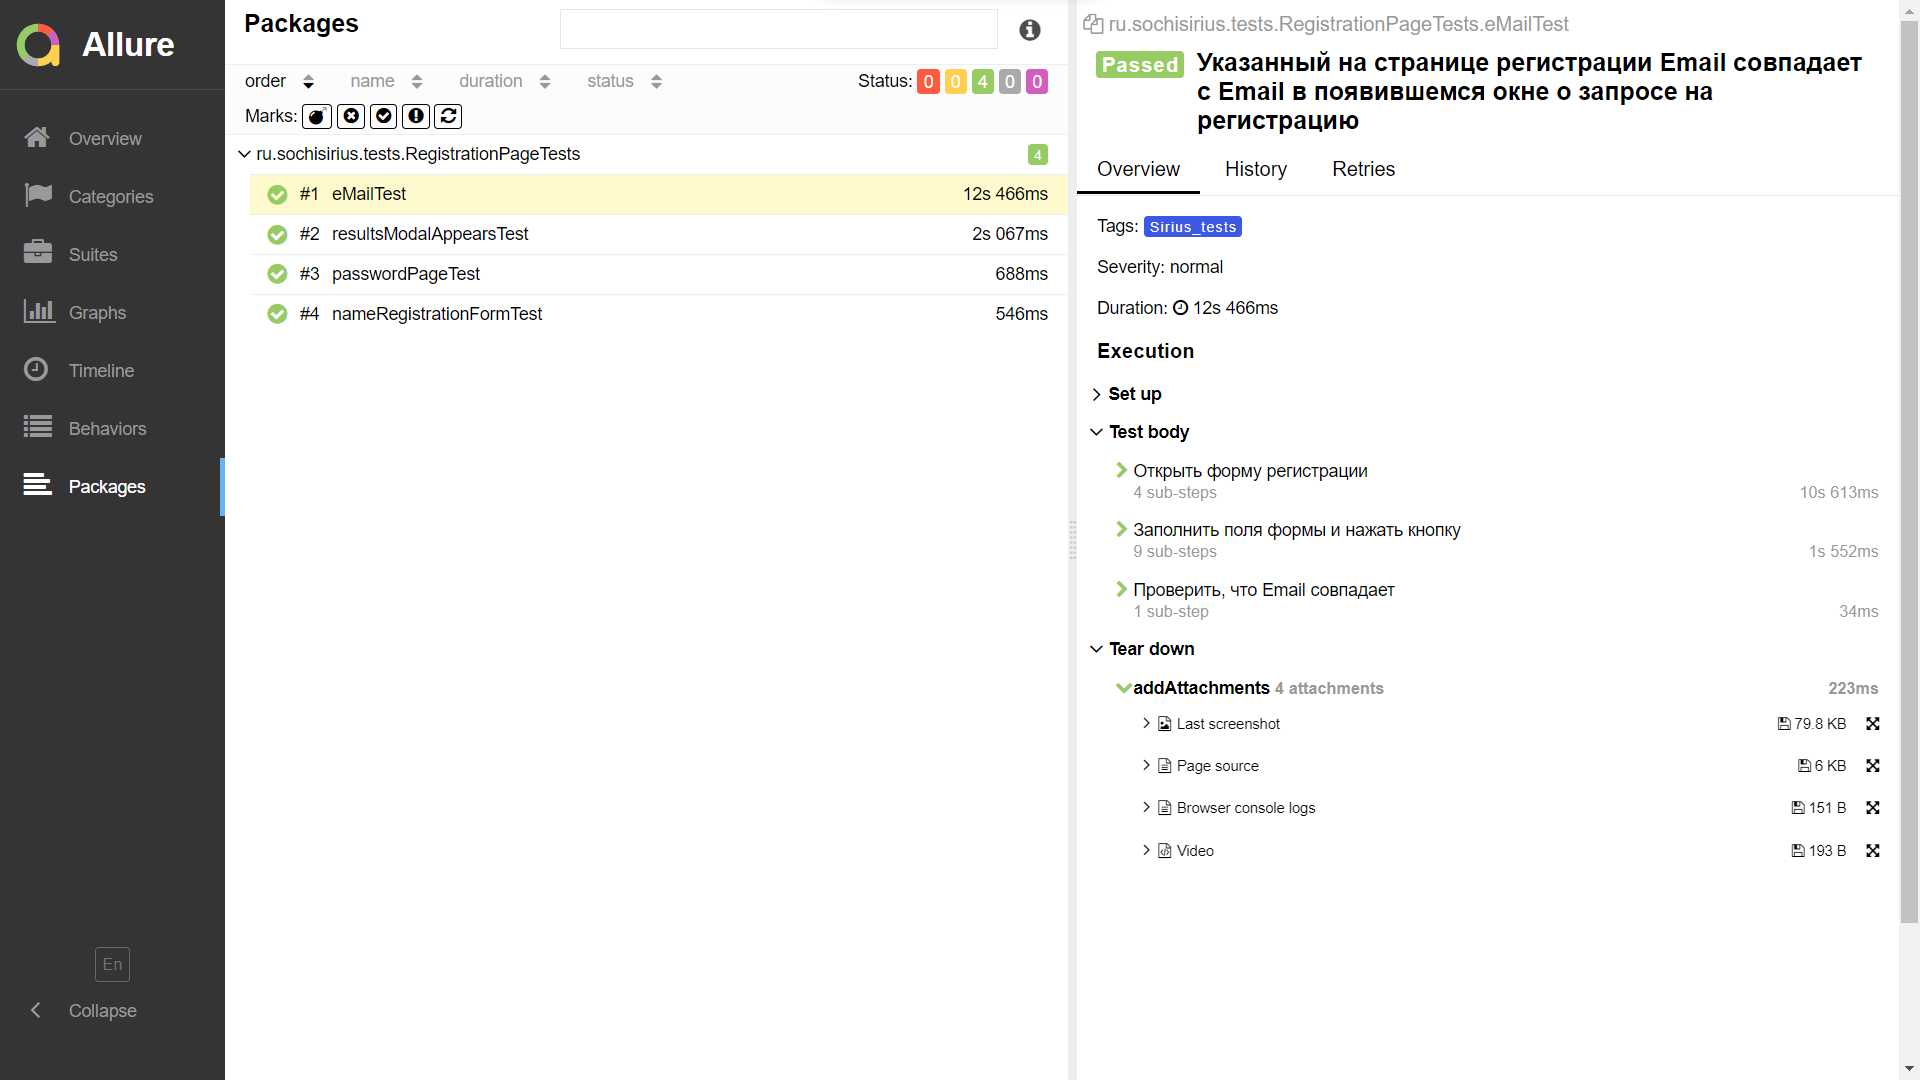 Allure
Overview
Categories
Suites
Graphs
Timeline
Behaviors
Packages
En
Collapse
Packages
order name duration status
Status: 0 0 4 0 0
Marks:
ru.sochisirius.tests.RegistrationPageTests 4
#1 eMailTest 12s 466ms
#2 resultsModalAppearsTest 2s 067ms
#3 passwordPageTest 688ms
#4 nameRegistrationFormTest 546ms
ru.sochisirius.tests.RegistrationPageTests.eMailTest
Passed Указанный на странице регистрации Email совпадает
с Email в появившемся окне о запросе на
регистрацию
Overview History Retries
Tags: Sirius_tests
Severity: normal
Duration: 12s 466ms
Execution
Set up
Test body
Открыть форму регистрации
4 sub-steps 10s 613ms
Заполнить поля формы и нажать кнопку
9 sub-steps 1s 552ms
Проверить, что Email совпадает
1 sub-step 34ms
Tear down
addAttachments 4 attachments 223ms
Last screenshot 79.8 KB
Page source 6 KB
Browser console logs 151 B
Video 193 B